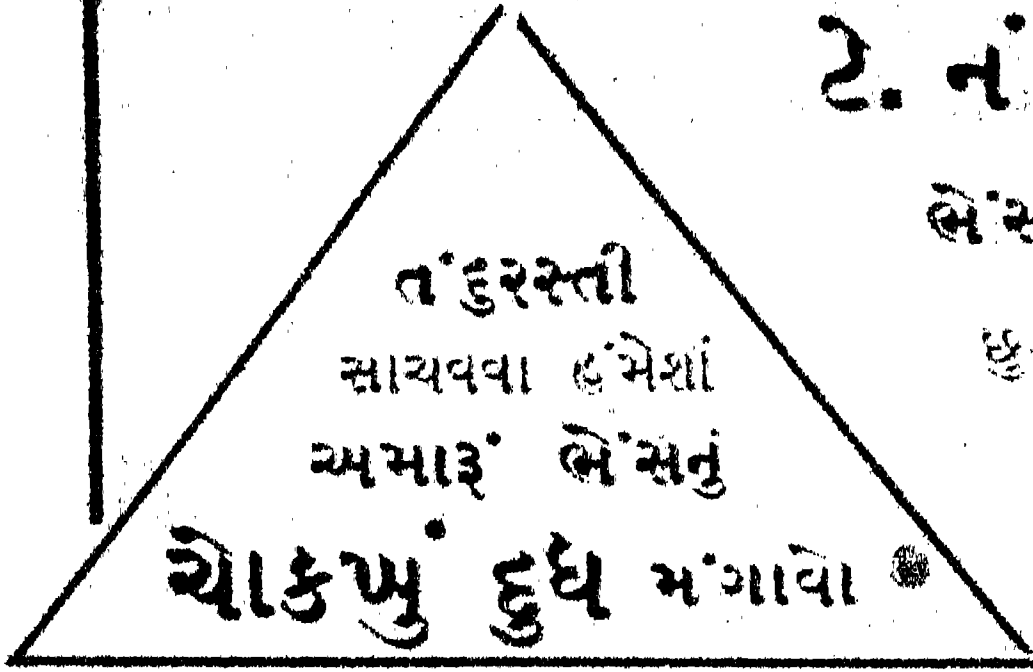 ટે. નં
તંદુરસ્તી
સાચવવા હંમેશાં
અમારૂં ભેંસનું
ચોકખું દુધ મંગાવો